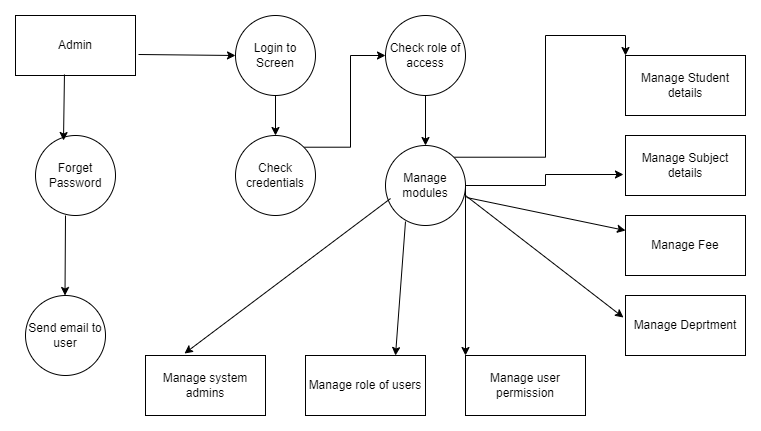 Admin
Login to
Screen
Check role of
access
Manage Student
details
Forget
Password
Check
credentials
Manage
modules
Manage Subject
details
Manage Fee
Send email to
user
Manage Deprtment
Manage system
admins
Manage role of users
Manage user
permission